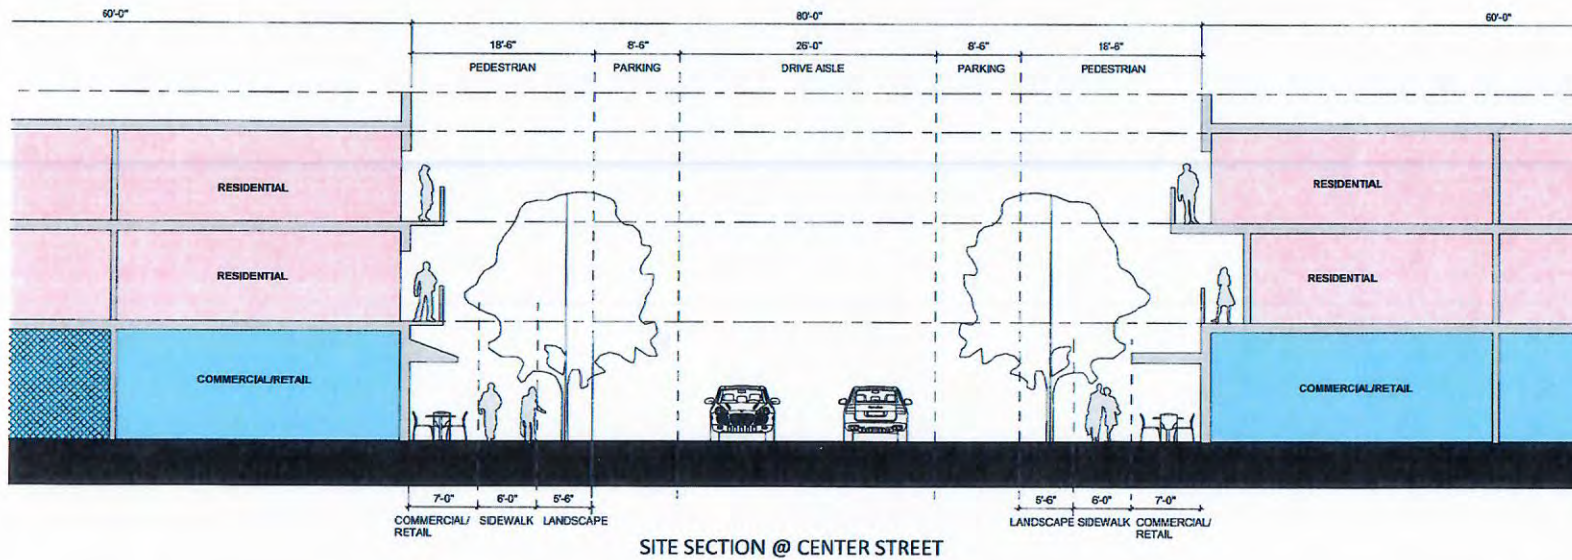 60'-0"
80'-0"
60'-0"
18'-6"
8'-6"
26'-0"
8'-6"
18'-6"
PEDESTRIAN
PARKING
DRIVE AISLE
PARKING
PEDESTRIAN
RESIDENTIAL
RESIDENTIAL
RESIDENTIAL
RESIDENTIAL
COMMERCIAL/RETAIL
COMMERCIAL/RETAIL
7'-0"
6'-0"
5'-6"
5'-6"
6'-0"
7'-0"
COMMERCIAL/
RETAIL
SIDEWALK
LANDSCAPE
LANDSCAPE
SIDEWALK
COMMERCIAL/
RETAIL
SITE SECTION @ CENTER STREET